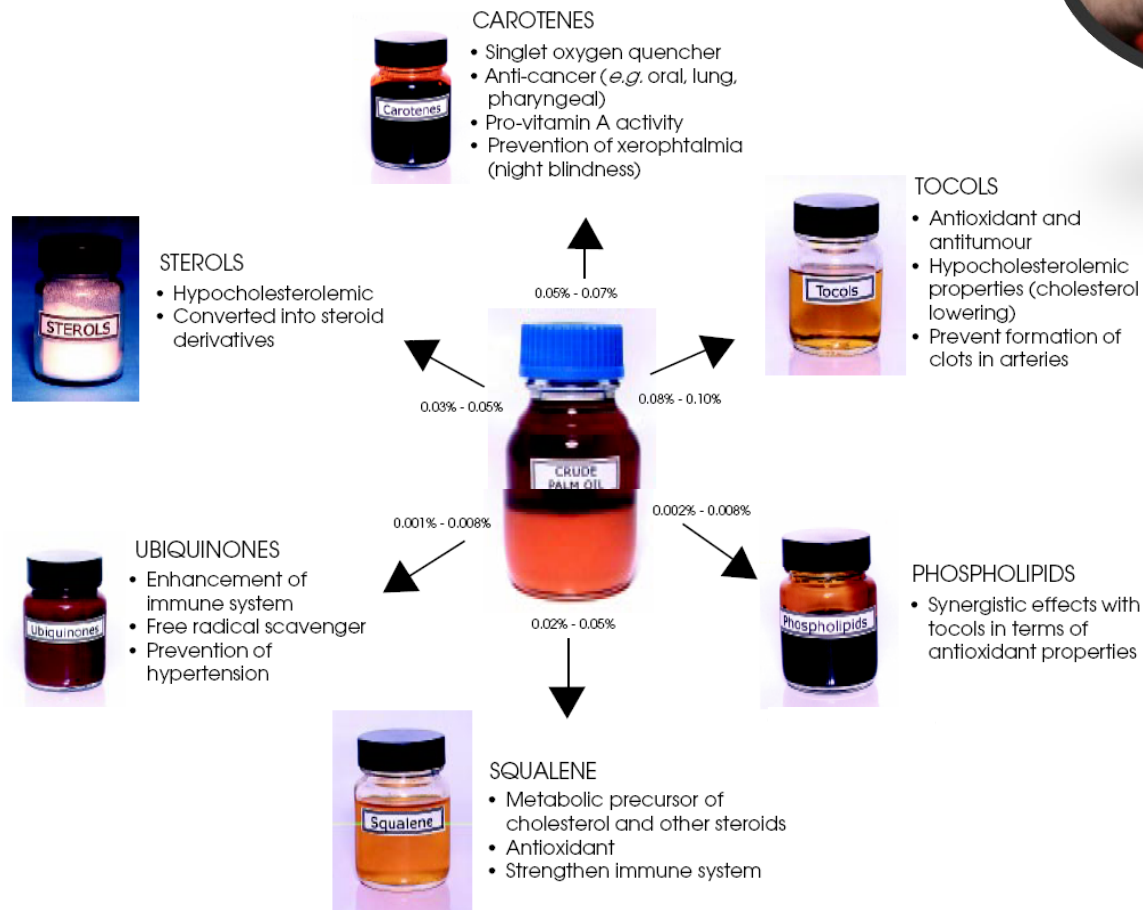 CAROTENES
• Singlet oxygen quencher
• Anti-cancer (e.g. oral, lung,
pharyngeal)
• Pro-vitamin A activity
• Prevention of xerophtalmia
(night blindness)
Carotenes
TOCOLS
• Antioxidant and
antitumour
• Hypocholesterolemic
properties (cholesterol
lowering)
• Prevent formation of
clots in arteries
Tocols
STEROLS
• Hypocholesterolemic
• Converted into steroid
derivatives
STEROLS
0.05% - 0.07%
0.03% - 0.05%
0.08% - 0.10%
CRUDE
PALM OIL
0.001% - 0.008%
0.002% - 0.008%
0.02% - 0.05%
UBIQUINONES
• Enhancement of
immune system
• Free radical scavenger
• Prevention of
hypertension
Ubiquinones
PHOSPHOLIPIDS
• Synergistic effects with
tocols in terms of
antioxidant properties
Phospholipids
SQUALENE
• Metabolic precursor of
cholesterol and other steroids
• Antioxidant
• Strengthen immune system
Squalene